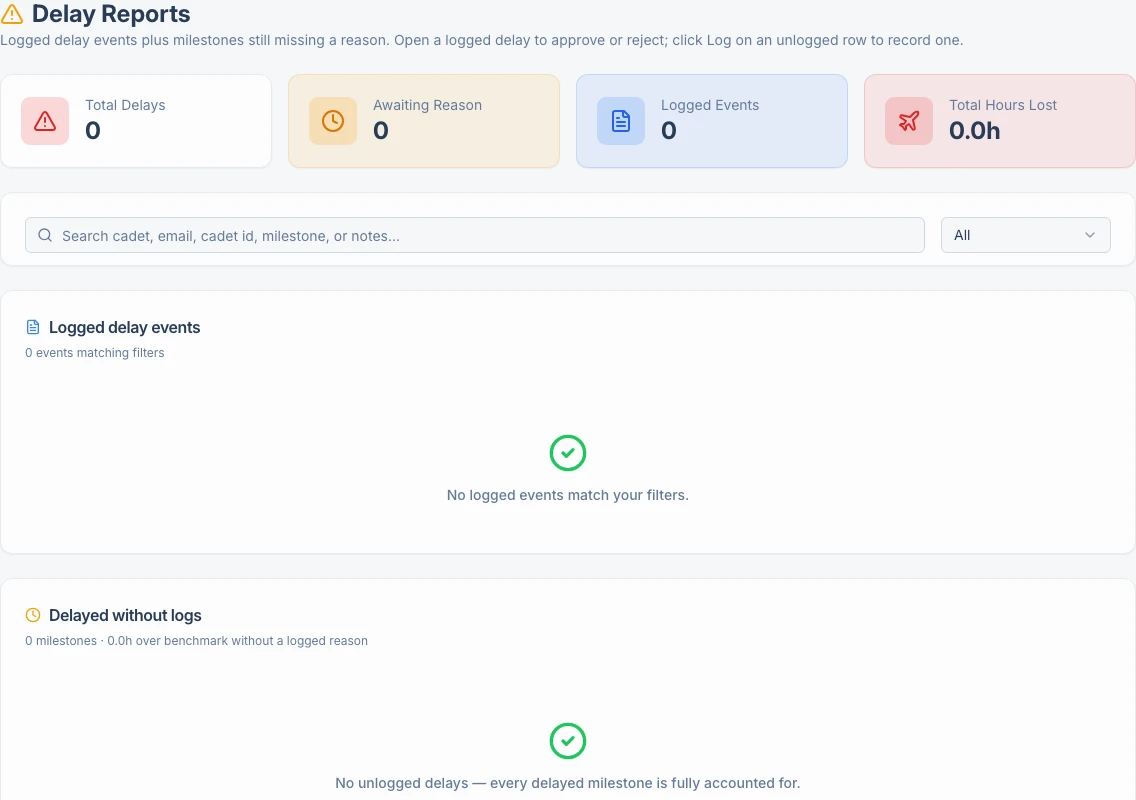 Delay Reports
Logged delay events plus milestones still missing a reason. Open a logged delay to approve or reject; click Log on an unlogged row to record one.
Total Delays
0
Awaiting Reason
0
Logged Events
0
Total Hours Lost
0.0h
Search cadet, email, cadet id, milestone, or notes...
All
Logged delay events
0 events matching filters
No logged events match your filters.
Delayed without logs
0 milestones · 0.0h over benchmark without a logged reason
No unlogged delays — every delayed milestone is fully accounted for.